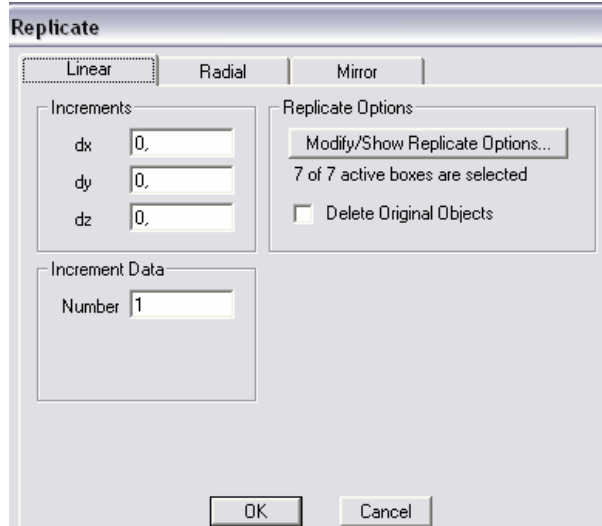 Replicate
Linear Radial Mirror
Increments
dx 0,
dy 0,
dz 0,
Increment Data
Number 1
Replicate Options
Modify/Show Replicate Options...
7 of 7 active boxes are selected
Delete Original Objects
OK Cancel